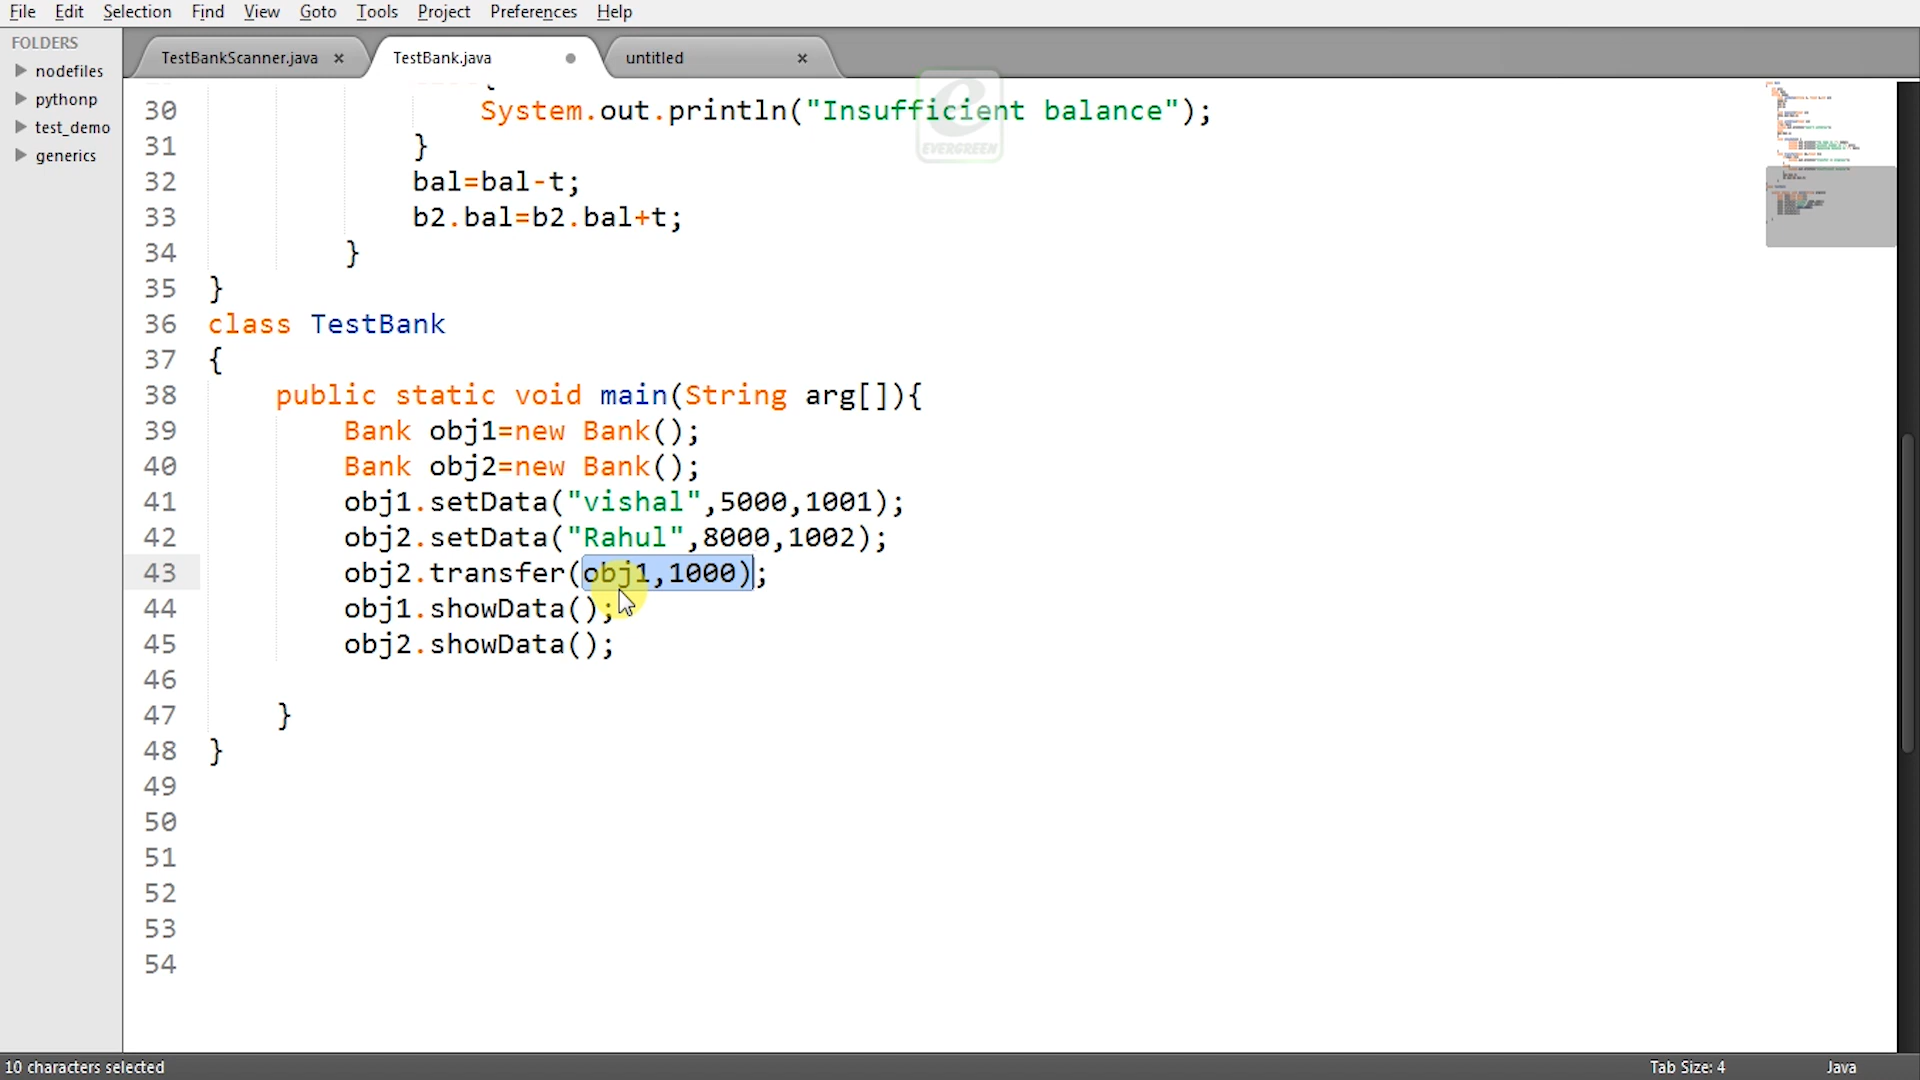 File Edit Selection Find View Goto Tools Project Preferences Help
FOLDERS
nodefiles
pythonp
test_demo
generics
TestBankScanner.java ×
TestBank.java
untitled ×
EVERGREEN
30 System.out.println("Insufficient balance");
31 }
32 bal=bal-t;
33 b2.bal=b2.bal+t;
34 }
35 }
36 class TestBank
37 {
38 public static void main(String arg[]){
39 Bank obj1=new Bank();
40 Bank obj2=new Bank();
41 obj1.setData("vishal",5000,1001);
42 obj2.setData("Rahul",8000,1002);
43 obj2.transfer(obj1,1000);
44 obj1.showData();
45 obj2.showData();
46
47 }
48 }
49
50
51
52
53
54
10 characters selected
Tab Size: 4
Java